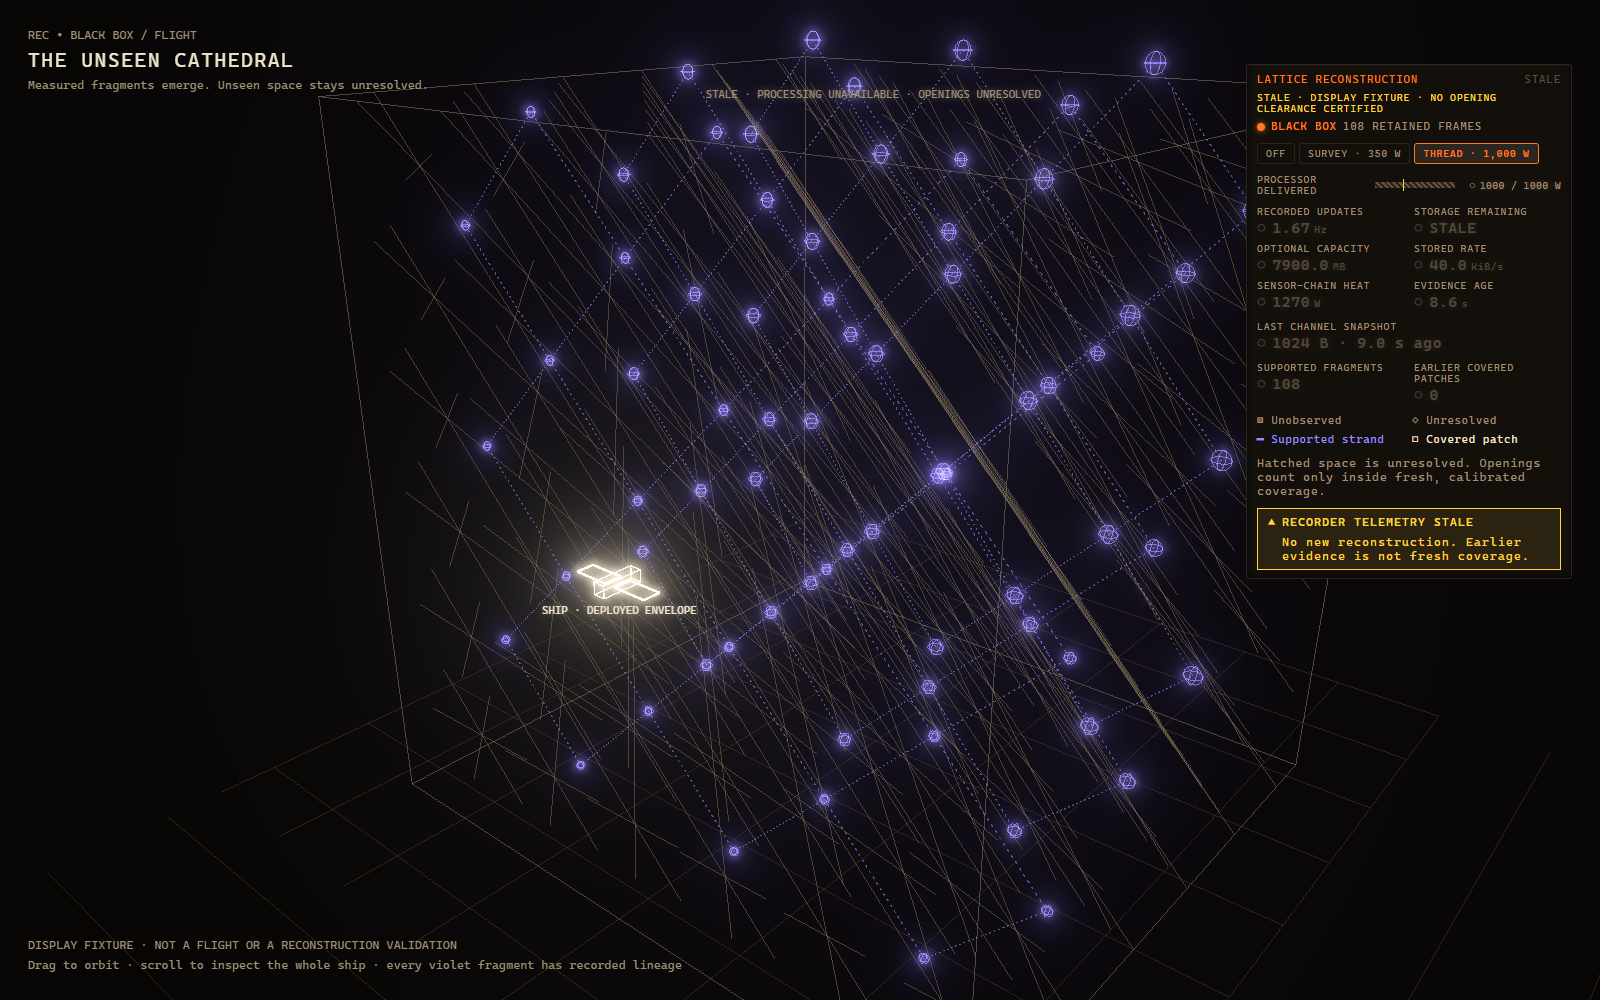 REC • BLACK BOX / FLIGHT
THE UNSEEN CATHEDRAL
Measured fragments emerge. Unseen space stays unresolved.
STALE · PROCESSING UNAVAILABLE · OPENINGS UNRESOLVED
LATTICE RECONSTRUCTION STALE
STALE · DISPLAY FIXTURE · NO OPENING
CLEARANCE CERTIFIED
BLACK BOX 108 RETAINED FRAMES
OFF SURVEY · 350 W THREAD · 1,000 W
PROCESSOR
DELIVERED
1000 / 1000 W
RECORDED UPDATES STORAGE REMAINING
1.67 Hz STALE
OPTIONAL CAPACITY STORED RATE
7900.0 MB 40.0 KiB/s
SENSOR-CHAIN HEAT EVIDENCE AGE
1270 W 8.6 s
LAST CHANNEL SNAPSHOT
1024 B · 9.0 s ago
SUPPORTED FRAGMENTS
108
EARLIER COVERED
PATCHES
0
Unobserved Unresolved
Supported strand Covered patch
Hatched space is unresolved. Openings
count only inside fresh, calibrated
coverage.
▲ RECORDER TELEMETRY STALE
No new reconstruction. Earlier
evidence is not fresh coverage.
SHIP · DEPLOYED ENVELOPE
DISPLAY FIXTURE · NOT A FLIGHT OR A RECONSTRUCTION VALIDATION
Drag to orbit · scroll to inspect the whole ship · every violet fragment has recorded lineage